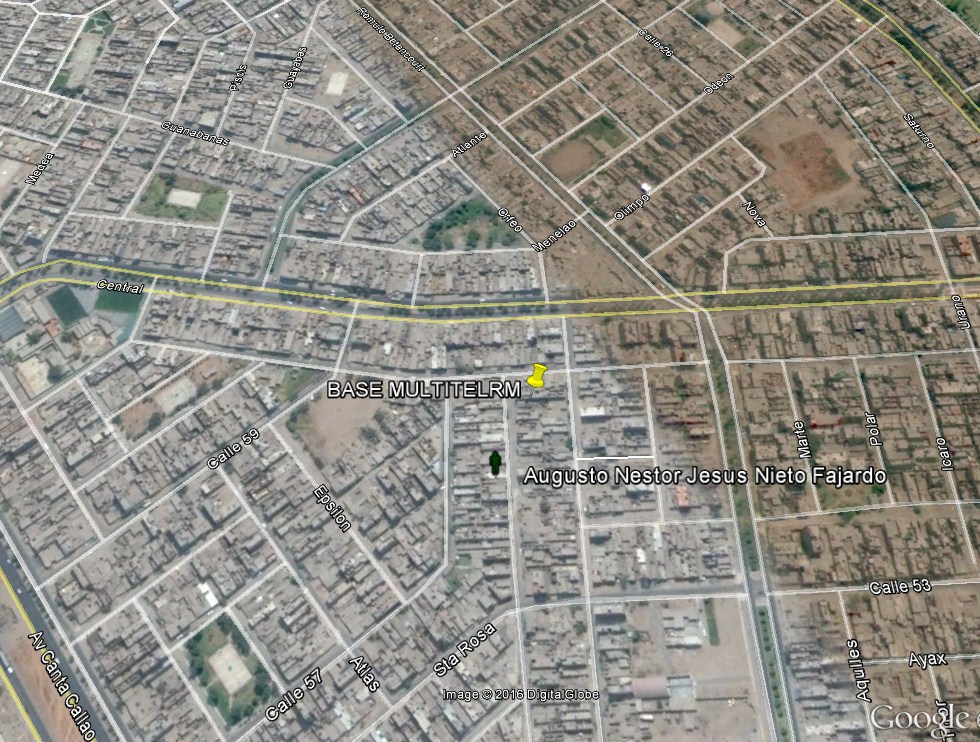 Romulo Betancourt
Calle 26
Piscis
Guayabas
Odeon
Guanabanas
Atlante
Saturno
Medea
Olimpo
Orfeo
Nova
Menelao
Central
Urano
BASE MULTITELRM
Marte
Polar
Icaro
Calle 59
Augusto Nestor Jesus Nieto Fajardo
Epsilon
Calle 53
Sta Rosa
Av Canta Callao
Atlas
Calle 57
Aquiles
Ayax
Image © 2016 DigitalGlobe
Google